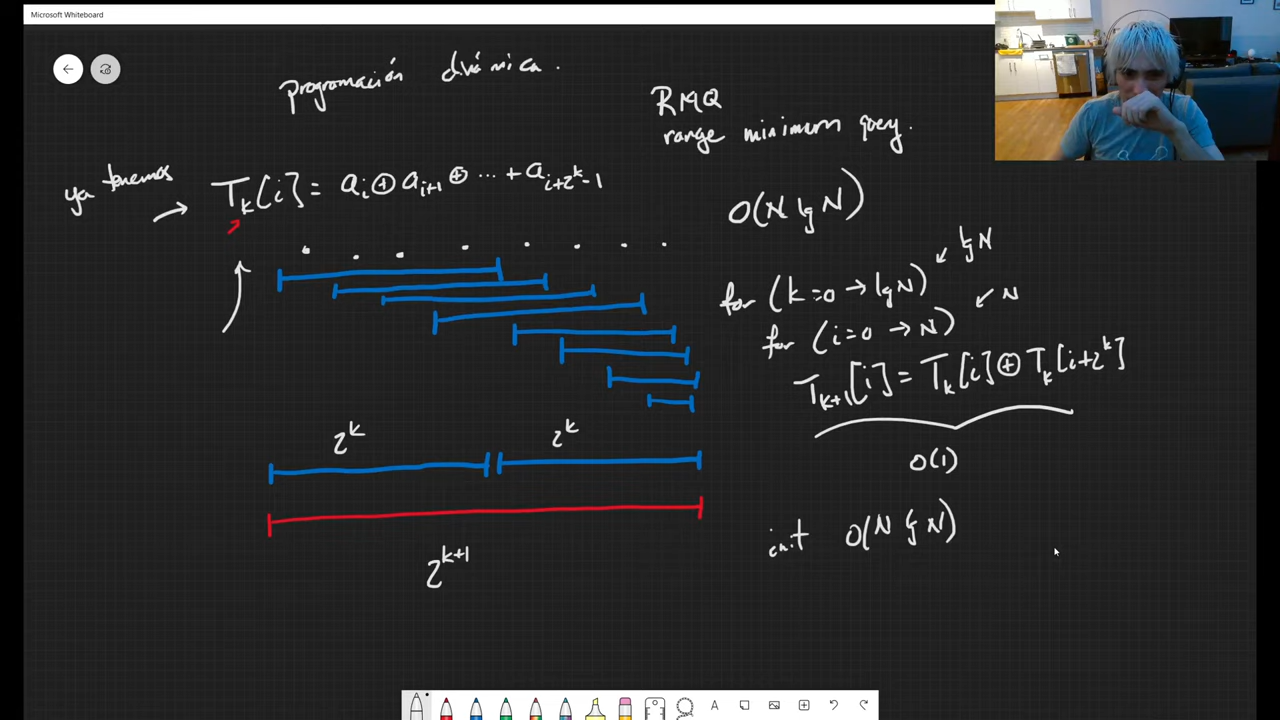 Microsoft Whiteboard
programación dinámica.
RMQ
range minimum query.
ya tenemos
T_k[i] = a_i ⊕ a_{i+1} ⊕ ... + a_{i+2^k-1}
O(N lg N)
lg N
for (k=0 → lg N)
N
for (i=0 → N)
T_{k+1}[i] = T_k[i] ⊕ T_k[i+2^k]
O(1)
2^k 2^k
2^{k+1}
init O(N lg N)
A